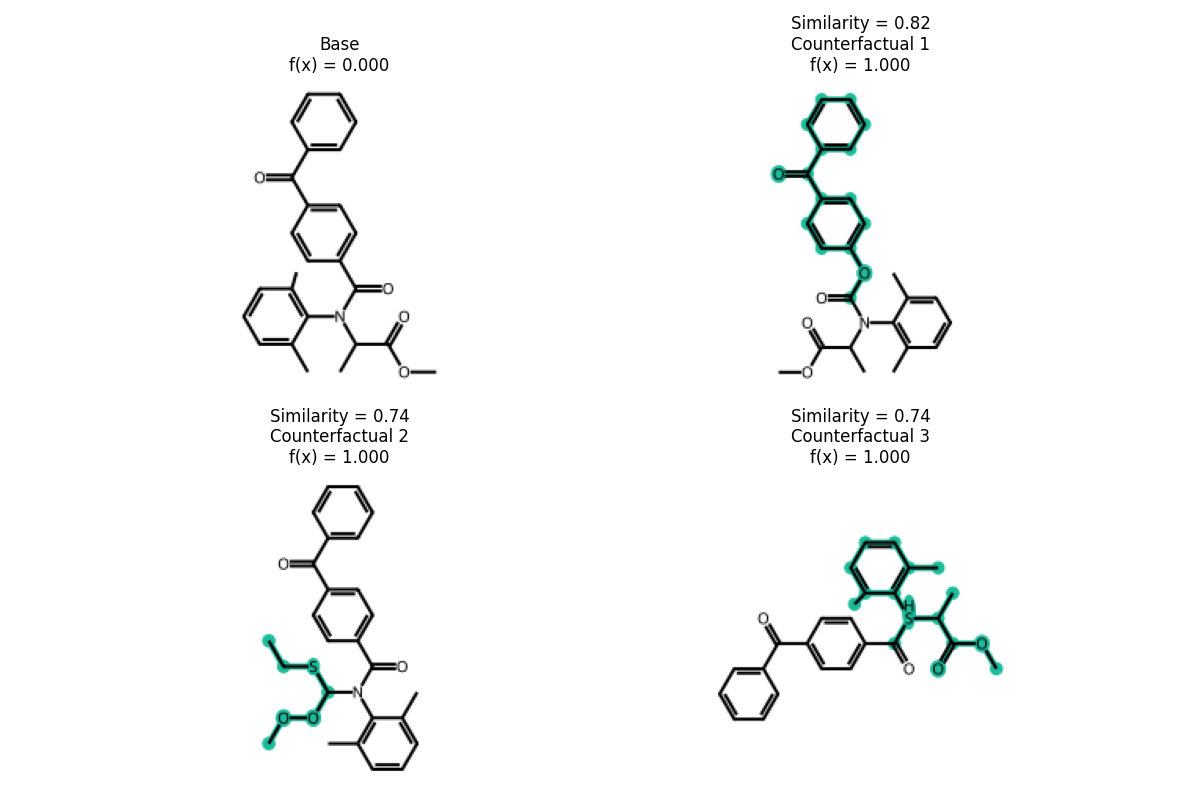 Base
f(x) = 0.000
O
O
N
O
O
Similarity = 0.82
Counterfactual 1
f(x) = 1.000
O
O
O
O
N
O
Similarity = 0.74
Counterfactual 2
f(x) = 1.000
O
S
O
N
O
O
Similarity = 0.74
Counterfactual 3
f(x) = 1.000
H
O
S
O
O
O